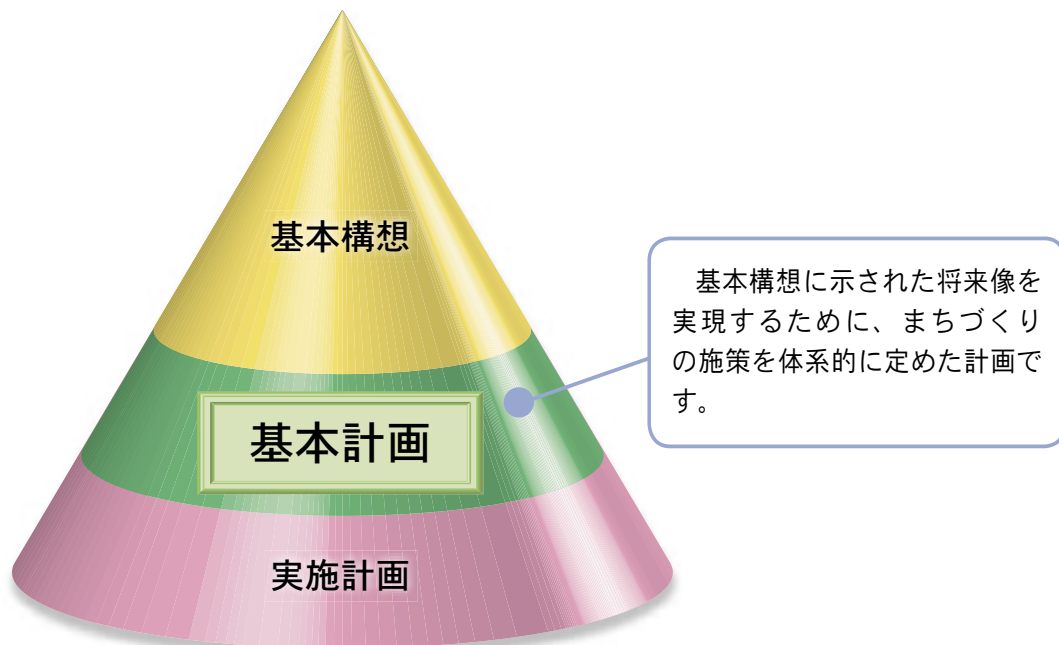 基本構想
基本構想に示された将来像を
実現するために、まちづくり
の施策を体系的に定めた計画で
す。
基本計画
実施計画